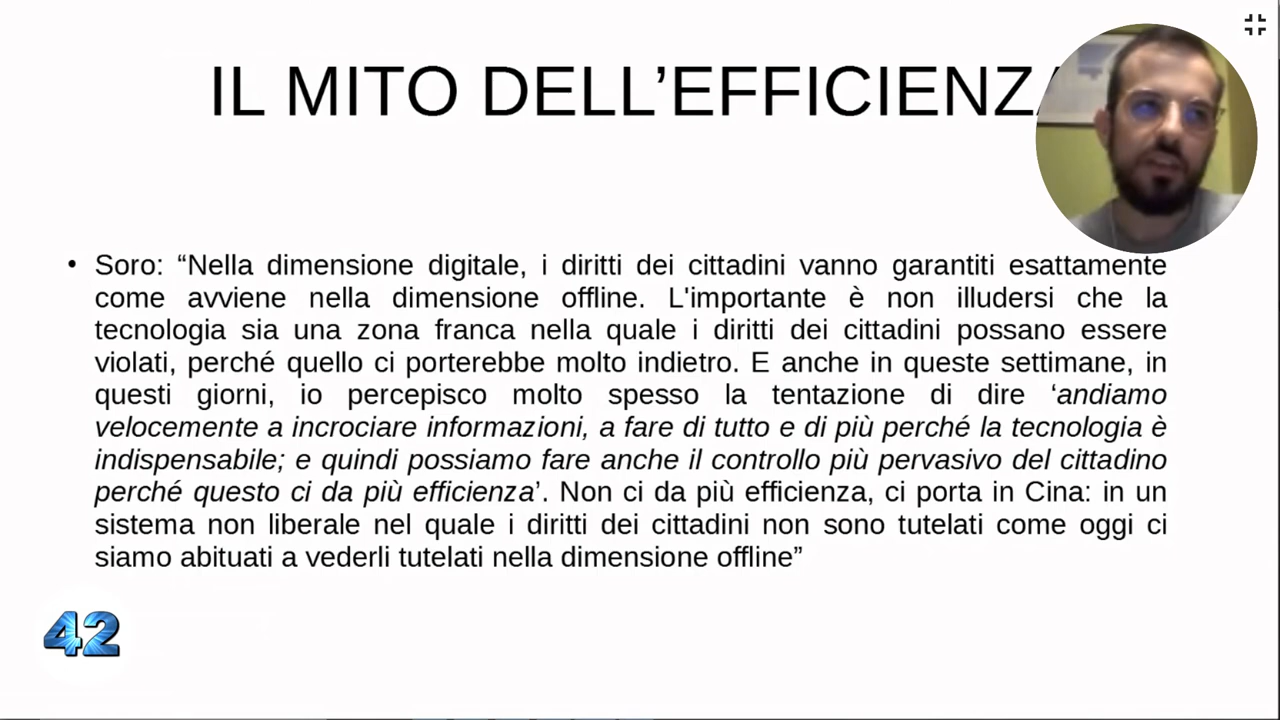 IL MITO DELL’EFFICIENZA
• Soro: “Nella dimensione digitale, i diritti dei cittadini vanno garantiti esattamente
come avviene nella dimensione offline. L'importante è non illudersi che la
tecnologia sia una zona franca nella quale i diritti dei cittadini possano essere
violati, perché quello ci porterebbe molto indietro. E anche in queste settimane, in
questi giorni, io percepisco molto spesso la tentazione di dire ‘andiamo
velocemente a incrociare informazioni, a fare di tutto e di più perché la tecnologia è
indispensabile; e quindi possiamo fare anche il controllo più pervasivo del cittadino
perché questo ci da più efficienza’. Non ci da più efficienza, ci porta in Cina: in un
sistema non liberale nel quale i diritti dei cittadini non sono tutelati come oggi ci
siamo abituati a vederli tutelati nella dimensione offline”
42